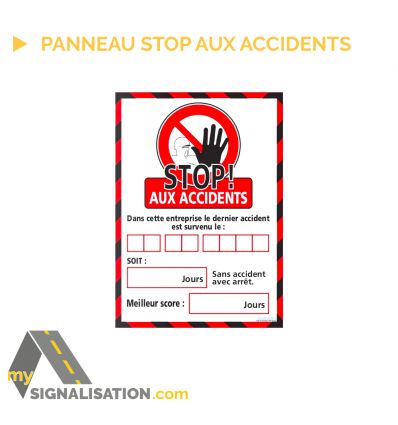 PANNEAU STOP AUX ACCIDENTS
STOP!
AUX ACCIDENTS
Dans cette entreprise le dernier accident
est survenu le :
SOIT :
Jours
Sans accident
avec arrêt.
Meilleur score :
Jours
my
SIGNALISATION.com